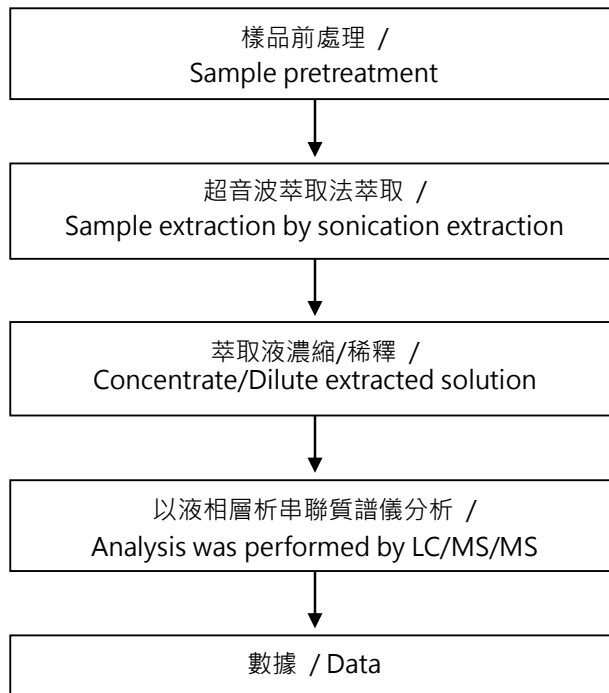 樣品前處理 /
Sample pretreatment
超音波萃取法萃取 /
Sample extraction by sonication extraction
萃取液濃縮/稀釋 /
Concentrate/Dilute extracted solution
以液相層析串聯質譜儀分析 /
Analysis was performed by LC/MS/MS
數據 / Data